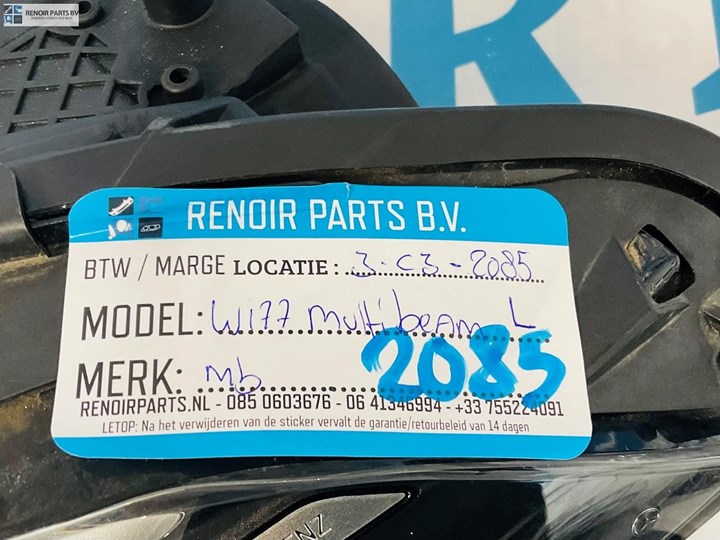 RENOIR PARTS BV
R
RENOIR PARTS B.V.
BTW / MARGE LOCATIE : 3-C3-2085
MODEL: W177 multibeam L
MERK: mb 2085
RENOIRPARTS.NL - 085 0603676 - 06 41346994 - +33 755224091
LETOP: Na het verwijderen van de sticker vervalt de garantie/retourbeleid van 14 dagen
ENZ